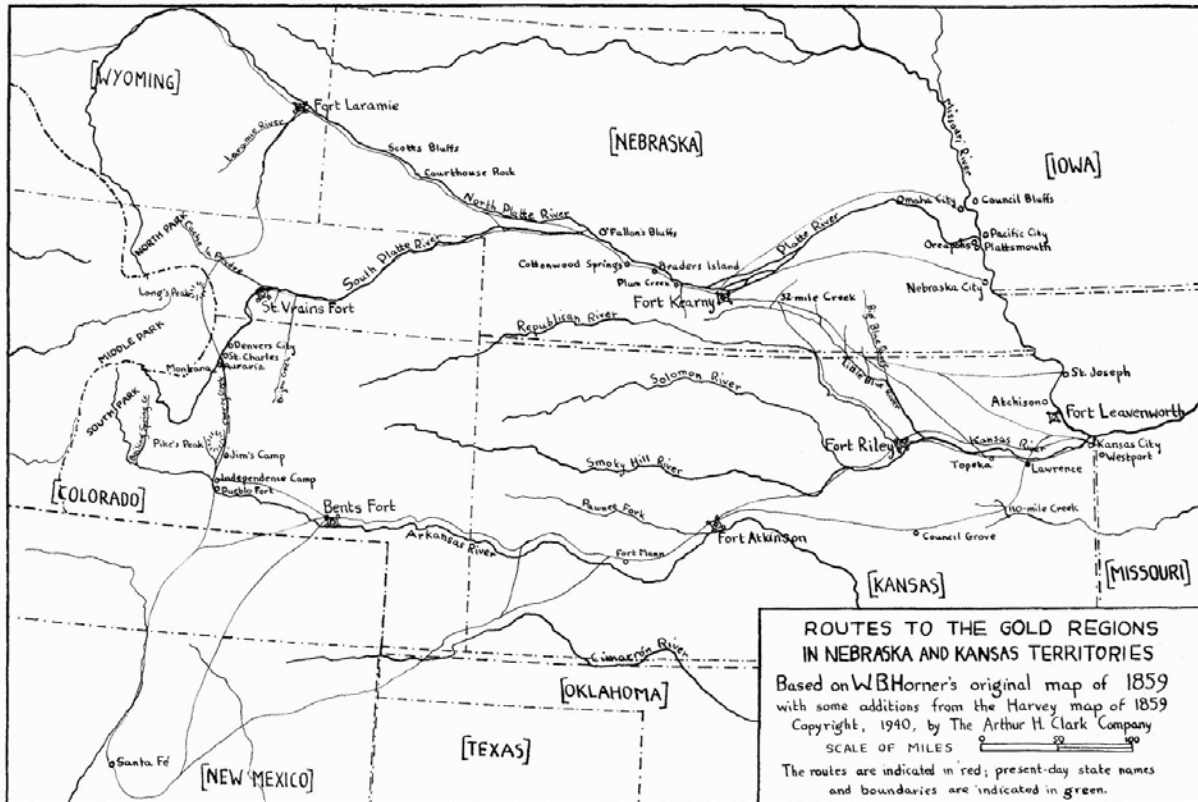 [WYOMING]
Fort Laramie
Laramie River
Scotts Bluffs
Courthouse Rock
[NEBRASKA]
Missouri River
[IOWA]
North Platte River
Fallon's Bluffs
Platte River
Omaha City
Council Bluffs
Pacific City
Oreapolis
Plattsmouth
NORTH PARK
Cache la Poudre
South Platte River
Cottonwood Springs
Braders Island
Plum Creek
Fort Kearny
Nebraska City
Long's Peak
St. Vrains Fort
32-mile Creek
Big Blue River
Republican River
MIDDLE PARK
Denvers City
St. Charles
Auraria
Montana
Bijou Creek
Little Blue River
St. Joseph
Solomon River
Atchison
Fort Leavenworth
SOUTH PARK
Boiling Spring Cr.
Pike's Peak
Jim's Camp
Fort Riley
Kansas River
Kansas City
Westport
Topeka
Lawrence
Smoky Hill River
Independence Camp
Pueblo Fort
[COLORADO]
Bents Fort
Pawnee Fork
110-mile Creek
Arkansas River
Fort Atkinson
Council Grove
Fort Mann
[KANSAS]
[MISSOURI]
Cimarron River
[OKLAHOMA]
[TEXAS]
Santa Fé
[NEW MEXICO]
ROUTES TO THE GOLD REGIONS
IN NEBRASKA AND KANSAS TERRITORIES
Based on W.B.Horner's original map of 1859
with some additions from the Harvey map of 1859
Copyright, 1940, by The Arthur H. Clark Company
SCALE OF MILES 0 50 100
The routes are indicated in red; present-day state names
and boundaries are indicated in green.